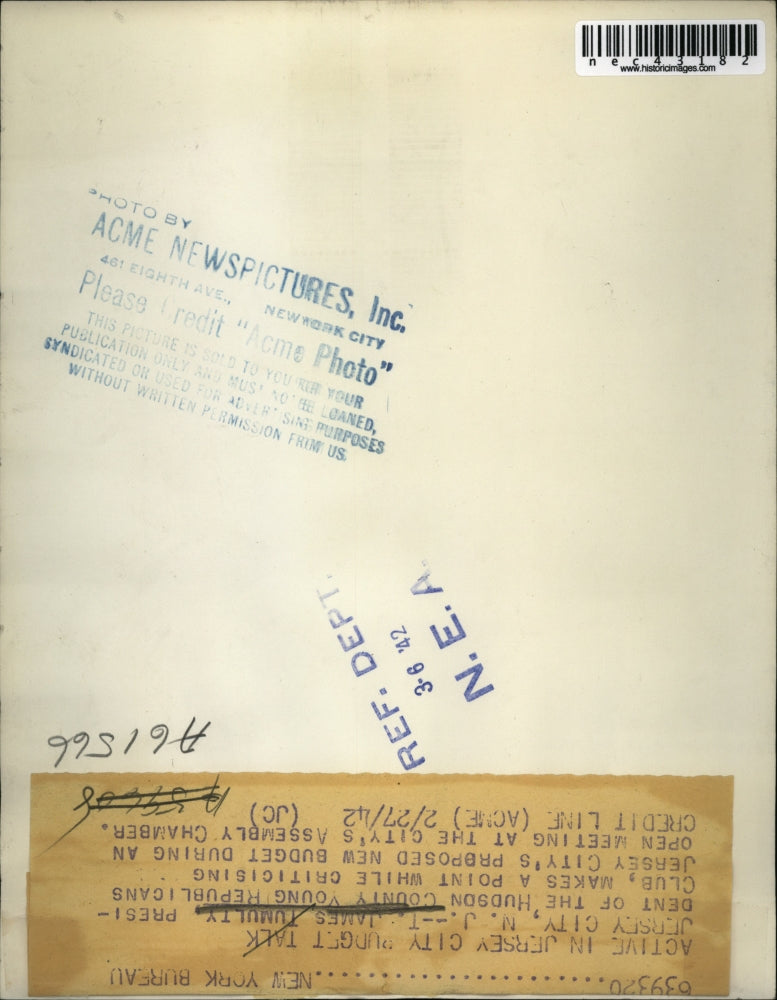 nec43182
www.historicimages.com
PHOTO BY
ACME NEWSPICTURES, Inc.
461 EIGHTH AVE., NEW YORK CITY
Please Credit "Acme Photo"
THIS PICTURE IS SOLD TO YOU FOR YOUR
PUBLICATION ONLY AND MUST NOT BE LOANED,
SYNDICATED OR USED FOR ADVERTISING PURPOSES
WITHOUT WRITTEN PERMISSION FROM US.
REF. DEPT.
3-6 '42
N. E. A.
A61566
639320..............................NEW YORK BUREAU
ACTIVE IN JERSEY CITY BUDGET TALK
JERSEY CITY, N. J.--T. JAMES TUMULTY PRESI-
DENT OF THE HUDSON COUNTY YOUNG REPUBLICANS
CLUB, MAKES A POINT WHILE CRITICISING
JERSEY CITY'S PROPOSED NEW BUDGET DURING AN
OPEN MEETING AT THE CITY'S ASSEMBLY CHAMBER.
CREDIT LINE (ACME) 2/27/42 (JC)